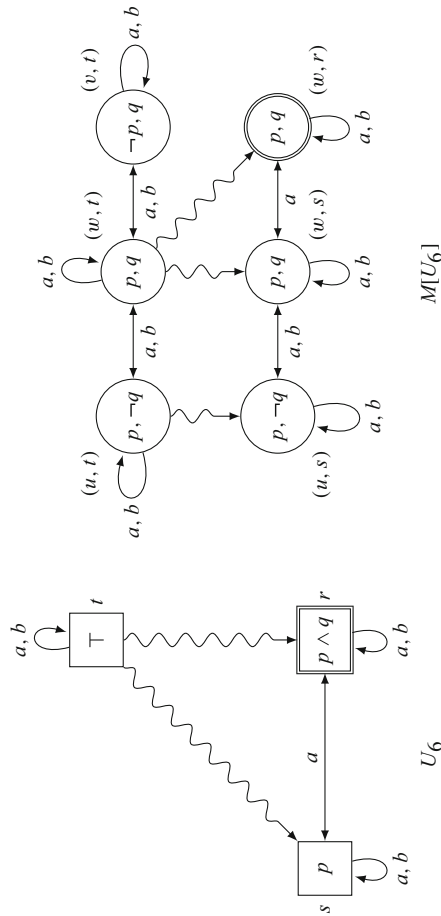 a, b
⊤ t
a
s p p ∧ q r
a, b a, b
U₆
a, b
(u, t) (w, t) (v, t)
a, b a, b
p, ¬q p, q ¬p, q
a, b a, b
p, ¬q p, q p, q
a, b a
(u, s) (w, s) (w, r)
a, b a, b a, b
M[U₆]